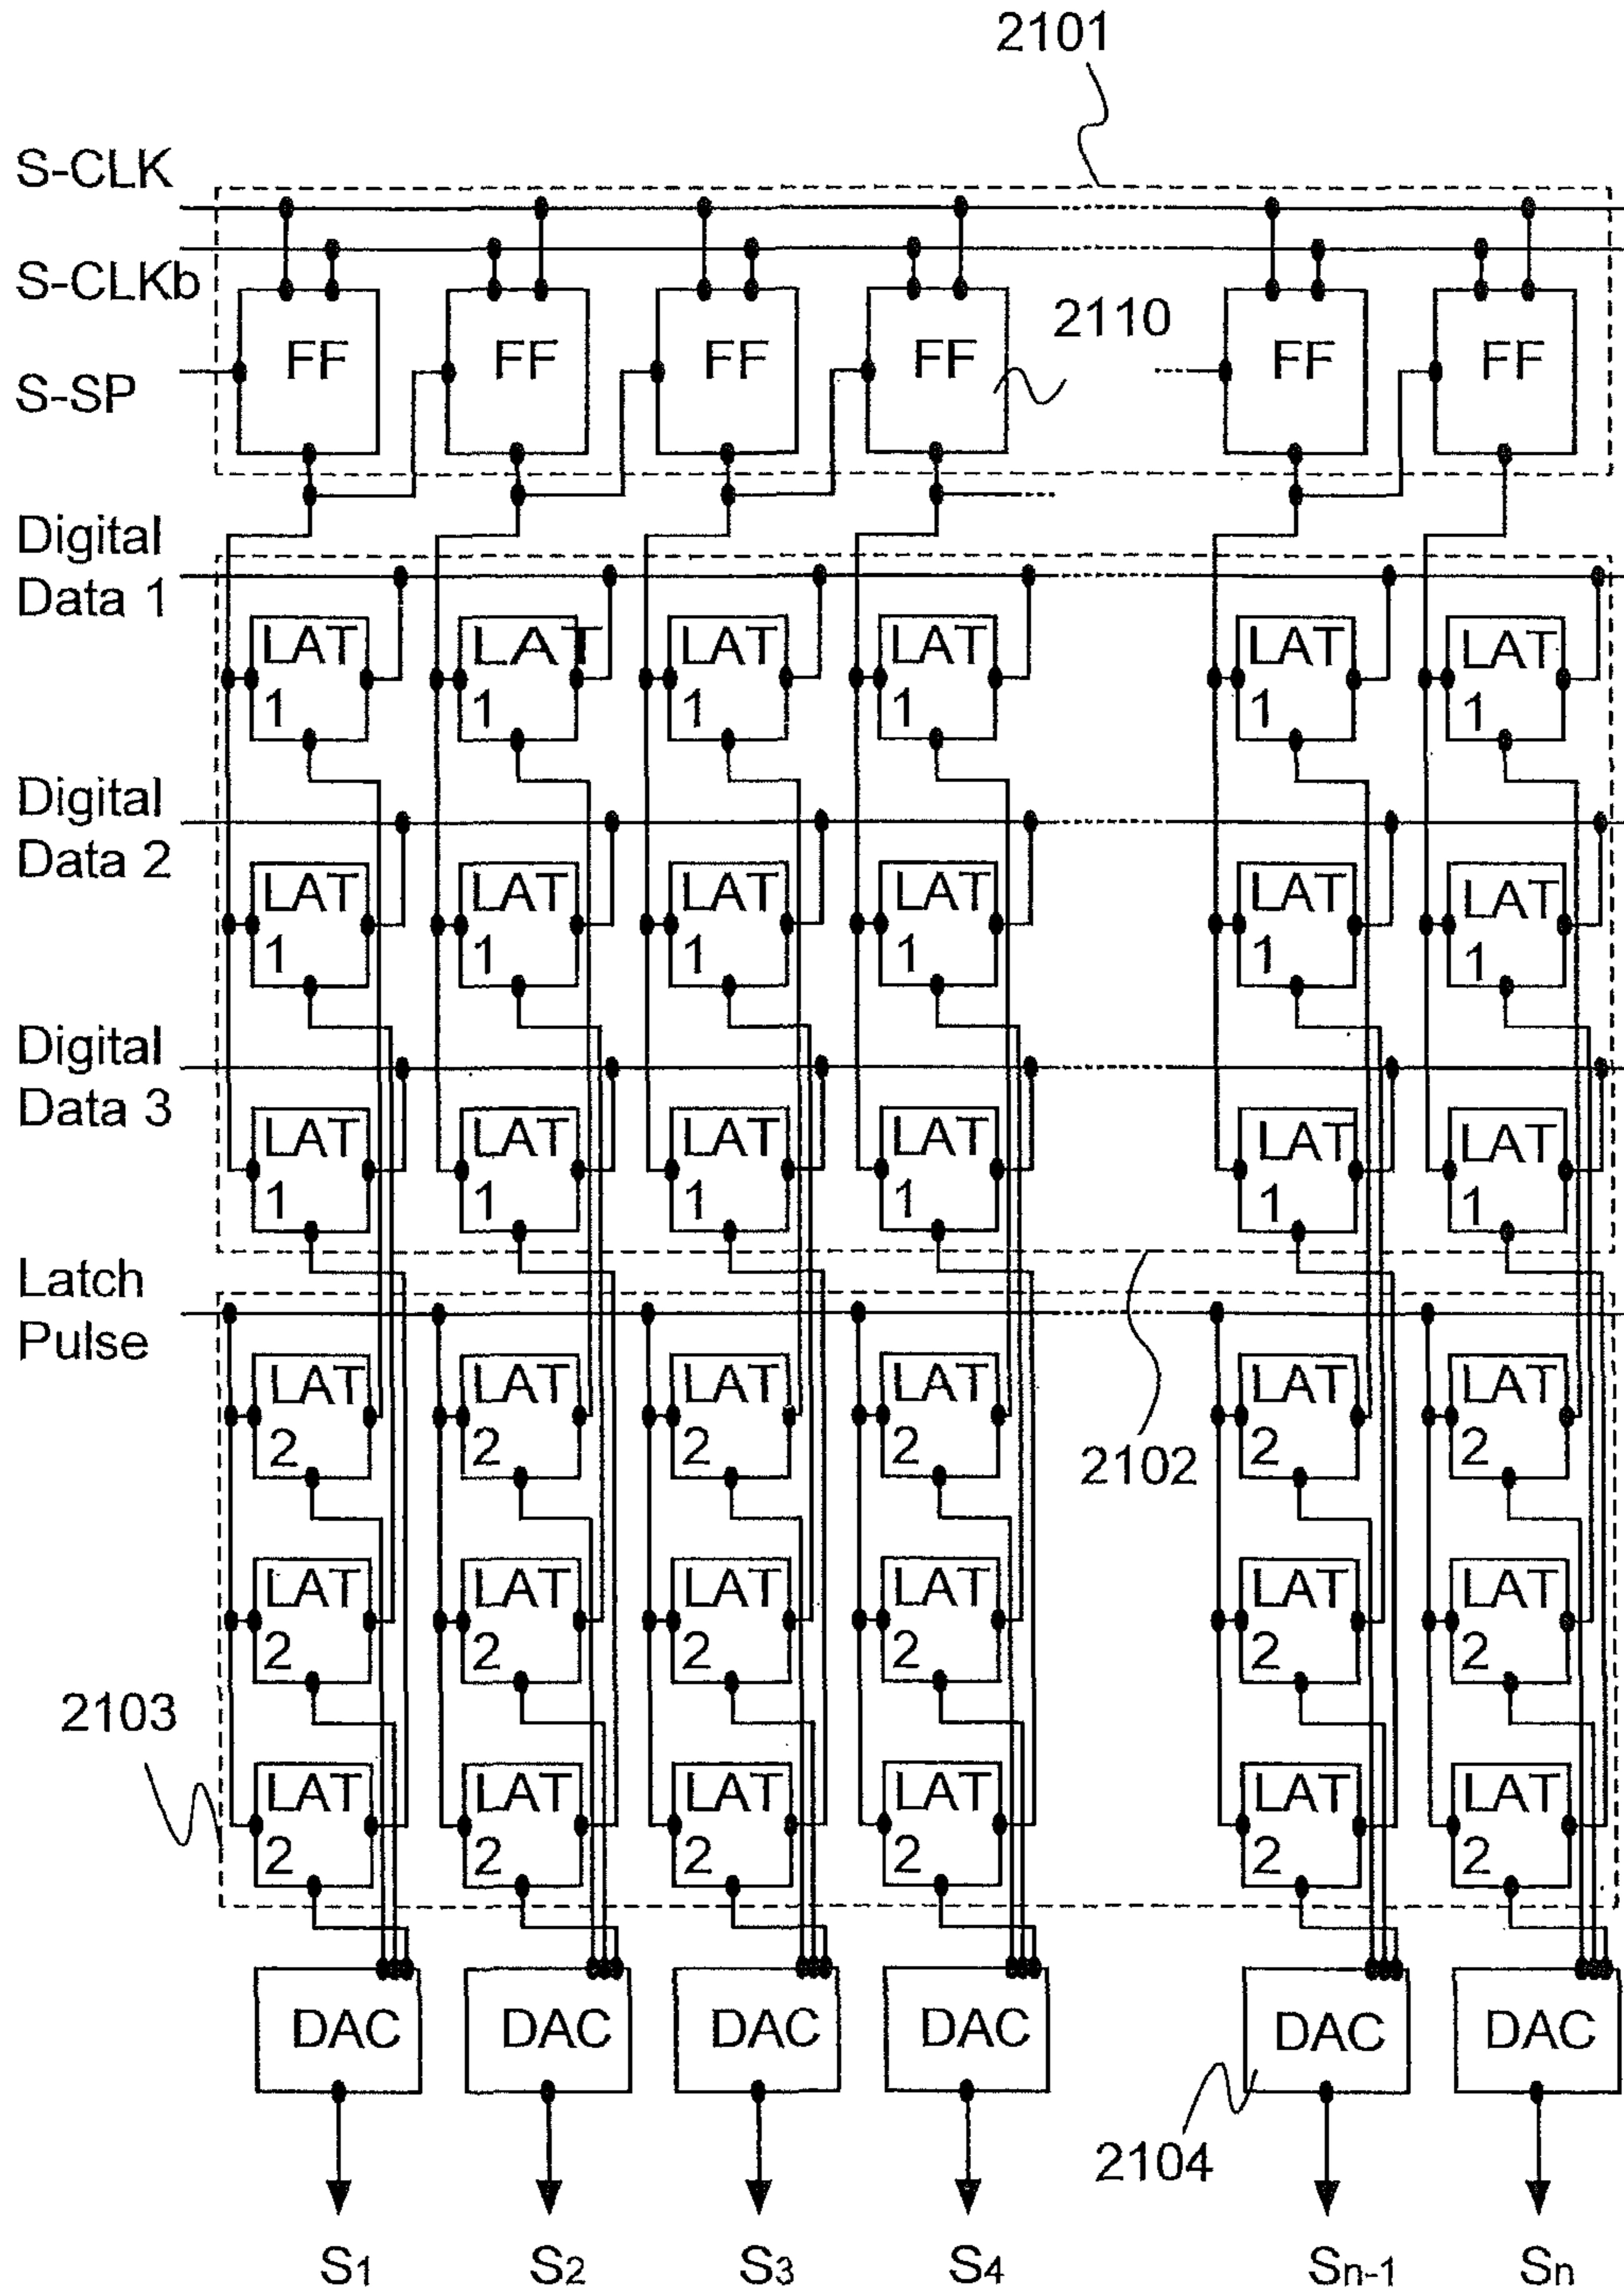 2101
S-CLK
S-CLKb
2110
FF FF FF FF FF FF
S-SP
Digital
Data 1
LAT LAT LAT LAT LAT LAT
1 1 1 1 1 1
Digital
Data 2
LAT LAT LAT LAT LAT LAT
1 1 1 1 1 1
Digital
Data 3
LAT LAT LAT LAT LAT LAT
1 1 1 1 1 1
Latch
Pulse
LAT LAT LAT LAT LAT LAT
2 2 2 2 2 2
2102
LAT LAT LAT LAT LAT LAT
2 2 2 2 2 2
2103
LAT LAT LAT LAT LAT LAT
2 2 2 2 2 2
DAC DAC DAC DAC DAC DAC
2104
S1 S2 S3 S4 Sn-1 Sn